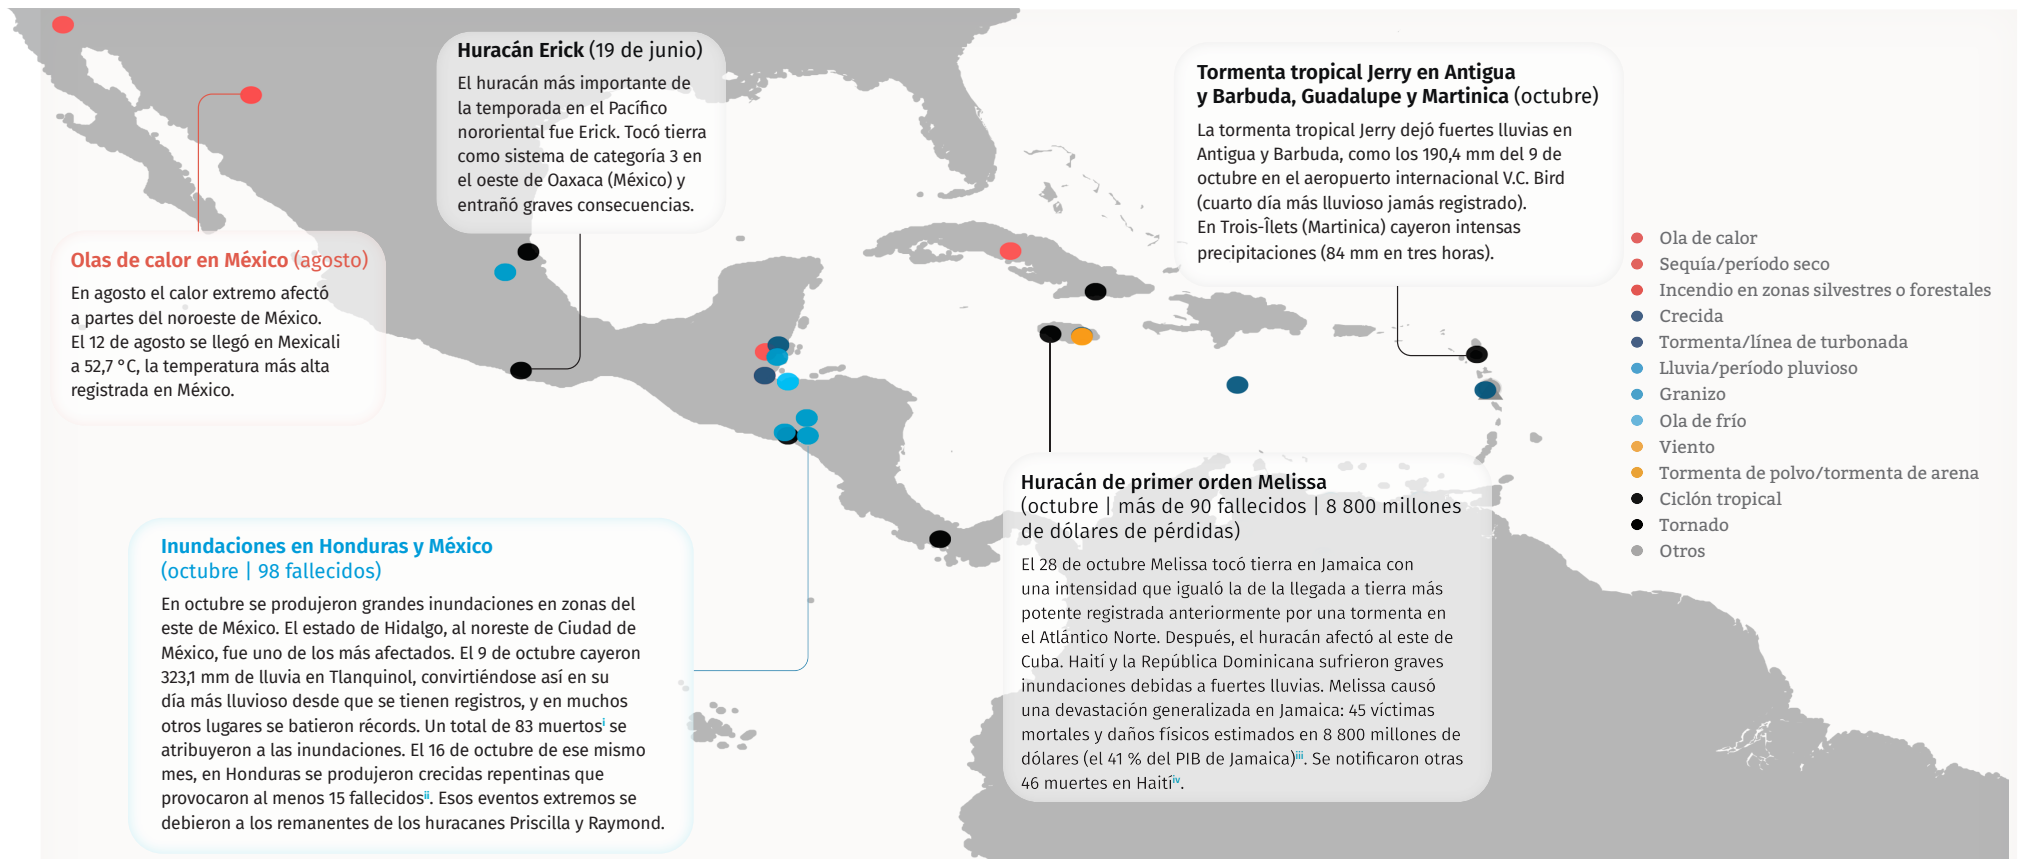 Huracán Erick (19 de junio)
El huracán más importante de
la temporada en el Pacífico
nororiental fue Erick. Tocó tierra
como sistema de categoría 3 en
el oeste de Oaxaca (México) y
entrañó graves consecuencias.
Tormenta tropical Jerry en Antigua
y Barbuda, Guadalupe y Martinica (octubre)
La tormenta tropical Jerry dejó fuertes lluvias en
Antigua y Barbuda, como los 190,4 mm del 9 de
octubre en el aeropuerto internacional V.C. Bird
(cuarto día más lluvioso jamás registrado).
En Trois-Îlets (Martinica) cayeron intensas
precipitaciones (84 mm en tres horas).
Olas de calor en México (agosto)
En agosto el calor extremo afectó
a partes del noroeste de México.
El 12 de agosto se llegó en Mexicali
a 52,7 °C, la temperatura más alta
registrada en México.
Ola de calor
Sequía/período seco
Incendio en zonas silvestres o forestales
Crecida
Tormenta/línea de turbonada
Lluvia/período pluvioso
Granizo
Ola de frío
Viento
Tormenta de polvo/tormenta de arena
Ciclón tropical
Tornado
Otros
Inundaciones en Honduras y México
(octubre | 98 fallecidos)
En octubre se produjeron grandes inundaciones en zonas del
este de México. El estado de Hidalgo, al noreste de Ciudad de
México, fue uno de los más afectados. El 9 de octubre cayeron
323,1 mm de lluvia en Tlanquinol, convirtiéndose así en su
día más lluvioso desde que se tienen registros, y en muchos
otros lugares se batieron récords. Un total de 83 muertosⁱ se
atribuyeron a las inundaciones. El 16 de octubre de ese mismo
mes, en Honduras se produjeron crecidas repentinas que
provocaron al menos 15 fallecidosⁱⁱ. Esos eventos extremos se
debieron a los remanentes de los huracanes Priscilla y Raymond.
Huracán de primer orden Melissa
(octubre | más de 90 fallecidos | 8 800 millones
de dólares de pérdidas)
El 28 de octubre Melissa tocó tierra en Jamaica con
una intensidad que igualó la de la llegada a tierra más
potente registrada anteriormente por una tormenta en
el Atlántico Norte. Después, el huracán afectó al este de
Cuba. Haití y la República Dominicana sufrieron graves
inundaciones debidas a fuertes lluvias. Melissa causó
una devastación generalizada en Jamaica: 45 víctimas
mortales y daños físicos estimados en 8 800 millones de
dólares (el 41 % del PIB de Jamaica)ⁱⁱⁱ. Se notificaron otras
46 muertes en Haitíⁱᵛ.